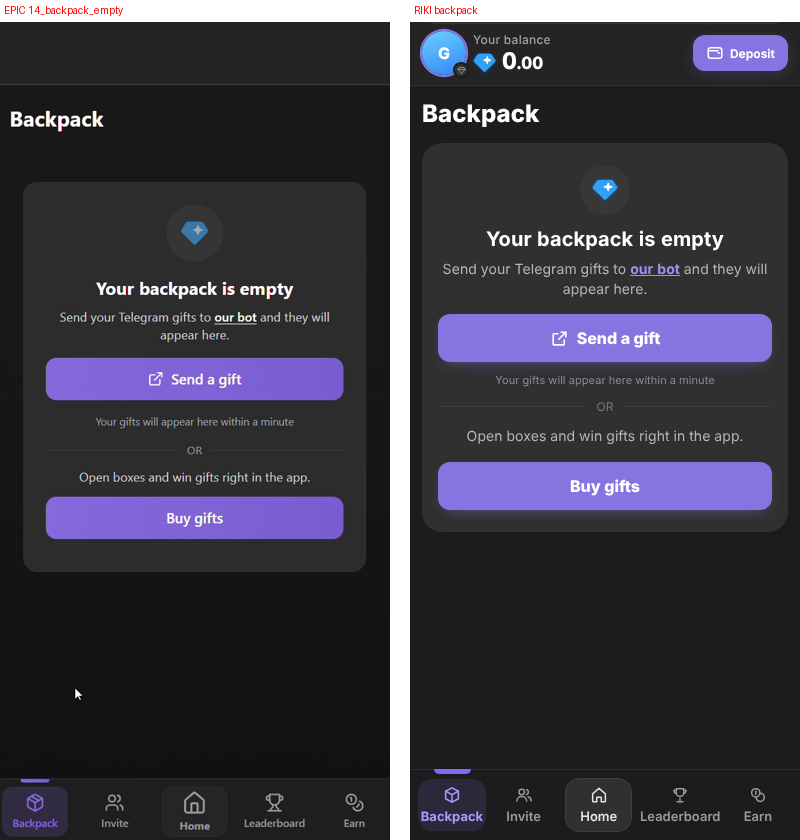 EPIC 14_backpack_empty
Backpack
Your backpack is empty
Send your Telegram gifts to our bot and they will
appear here.
Send a gift
Your gifts will appear here within a minute
OR
Open boxes and win gifts right in the app.
Buy gifts
Backpack
Invite
Home
Leaderboard
Earn
RIKI backpack
G
Your balance
0.00
Deposit
Backpack
Your backpack is empty
Send your Telegram gifts to our bot and they will
appear here.
Send a gift
Your gifts will appear here within a minute
OR
Open boxes and win gifts right in the app.
Buy gifts
Backpack
Invite
Home
Leaderboard
Earn